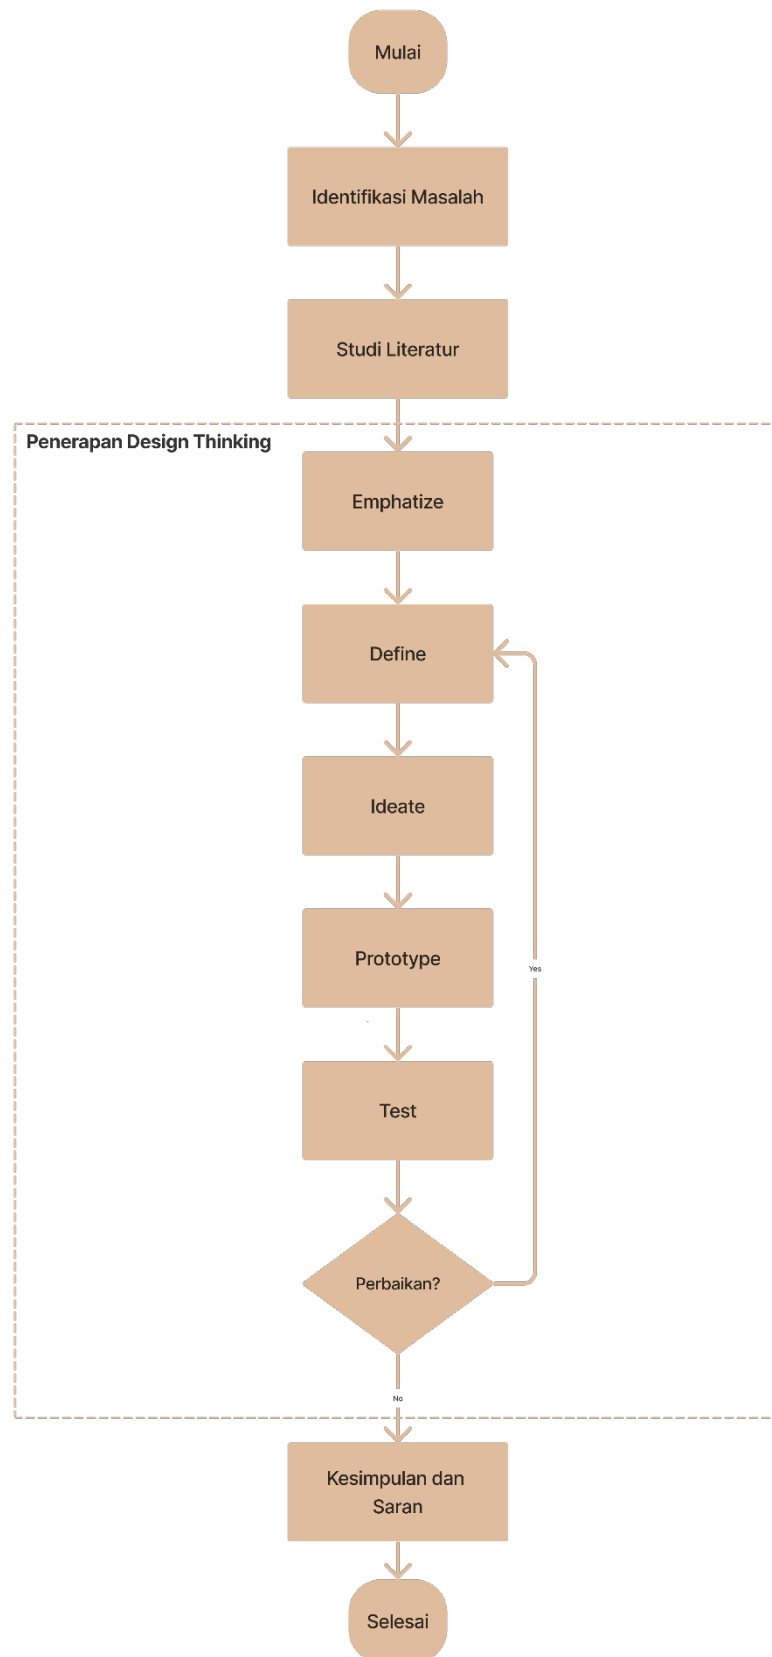 Mulai
Identifikasi Masalah
Studi Literatur
Penerapan Design Thinking
Emphatize
Define
Ideate
Prototype
Yes
Test
Perbaikan?
No
Kesimpulan dan
Saran
Selesai